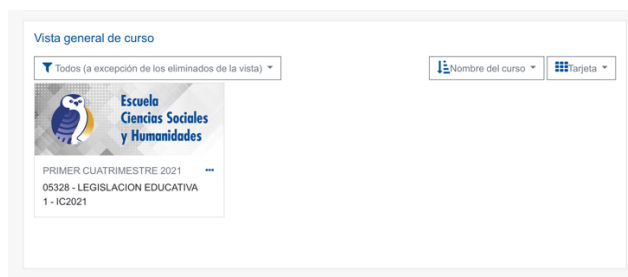 Vista general de curso
Todos (a excepción de los eliminados de la vista)
Nombre del curso
Tarjeta
Escuela
Ciencias Sociales
y Humanidades
PRIMER CUATRIMESTRE 2021
05328 - LEGISLACION EDUCATIVA
1 - IC2021